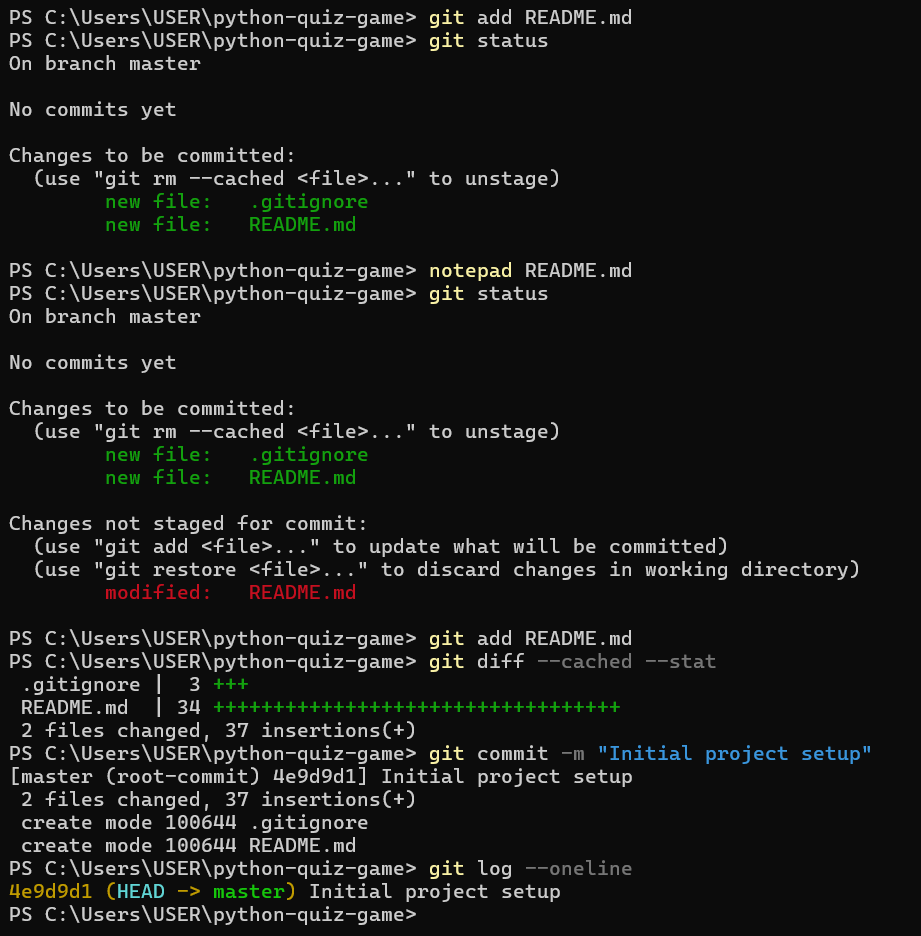 PS C:\Users\USER\python-quiz-game> git add README.md
PS C:\Users\USER\python-quiz-game> git status
On branch master

No commits yet

Changes to be committed:
  (use "git rm --cached <file>..." to unstage)
        new file:   .gitignore
        new file:   README.md

PS C:\Users\USER\python-quiz-game> notepad README.md
PS C:\Users\USER\python-quiz-game> git status
On branch master

No commits yet

Changes to be committed:
  (use "git rm --cached <file>..." to unstage)
        new file:   .gitignore
        new file:   README.md

Changes not staged for commit:
  (use "git add <file>..." to update what will be committed)
  (use "git restore <file>..." to discard changes in working directory)
        modified:   README.md

PS C:\Users\USER\python-quiz-game> git add README.md
PS C:\Users\USER\python-quiz-game> git diff --cached --stat
 .gitignore |  3 +++
 README.md  | 34 ++++++++++++++++++++++++++++++++++
 2 files changed, 37 insertions(+)
PS C:\Users\USER\python-quiz-game> git commit -m "Initial project setup"
[master (root-commit) 4e9d9d1] Initial project setup
 2 files changed, 37 insertions(+)
 create mode 100644 .gitignore
 create mode 100644 README.md
PS C:\Users\USER\python-quiz-game> git log --oneline
4e9d9d1 (HEAD -> master) Initial project setup
PS C:\Users\USER\python-quiz-game>